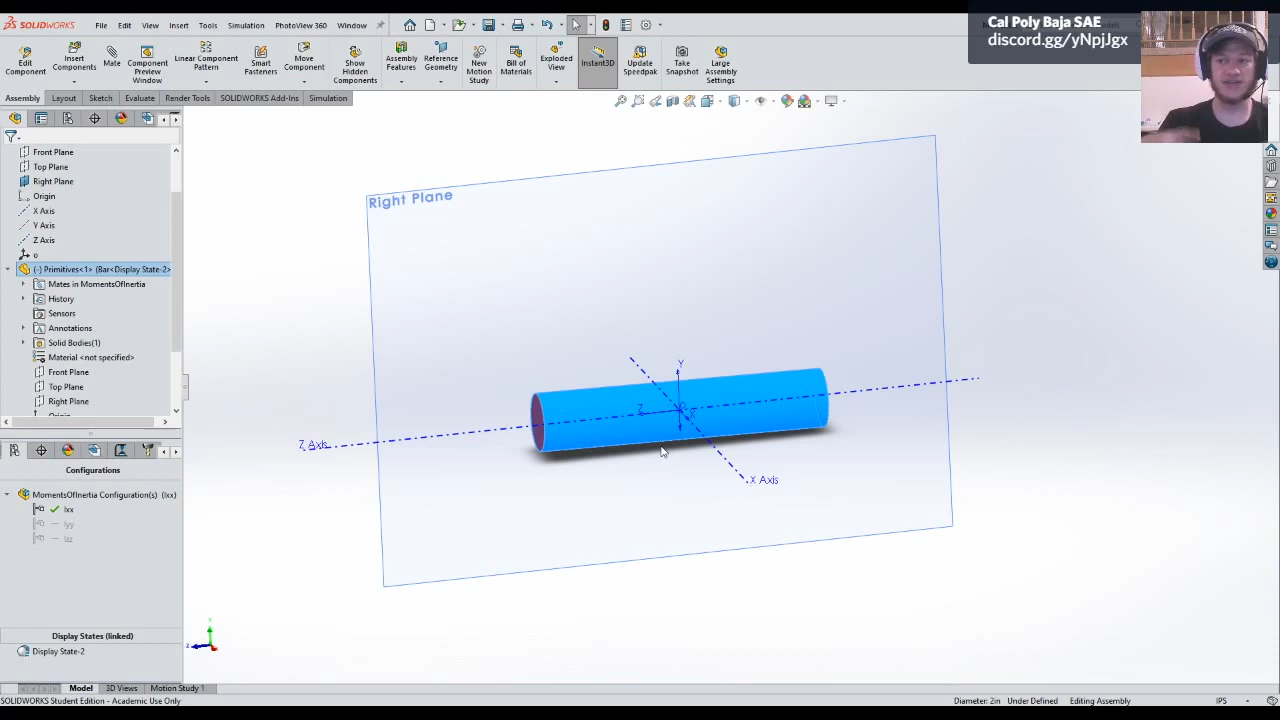 Cal Poly Baja SAE
discord.gg/yNpjJgx
SOLIDWORKS
File
Edit
View
Insert
Tools
Simulation
PhotoView 360
Window
Edit Component
Insert Components
Mate
Component Preview Window
Linear Component Pattern
Smart Fasteners
Move Component
Show Hidden Components
Assembly Features
Reference Geometry
New Motion Study
Bill of Materials
Exploded View
Instant3D
Update Speedpak
Take Snapshot
Large Assembly Settings
Assembly
Layout
Sketch
Evaluate
Render Tools
SOLIDWORKS Add-Ins
Simulation
Front Plane
Top Plane
Right Plane
Origin
X Axis
Y Axis
Z Axis
o
(-) Primitives<1> (Bar<Display State-2>
Mates in MomentsOfInertia
History
Sensors
Annotations
Solid Bodies(1)
Material <not specified>
Front Plane
Top Plane
Right Plane
Configurations
MomentsOfInertia Configuration(s) (Ixx)
Ixx
Iyy
Izz
Display States (linked)
Display State-2
Right Plane
Y
Z
X
Z Axis
X Axis
Model
3D Views
Motion Study 1
SOLIDWORKS Student Edition - Academic Use Only
Diameter: 2in
Under Defined
Editing Assembly
IPS